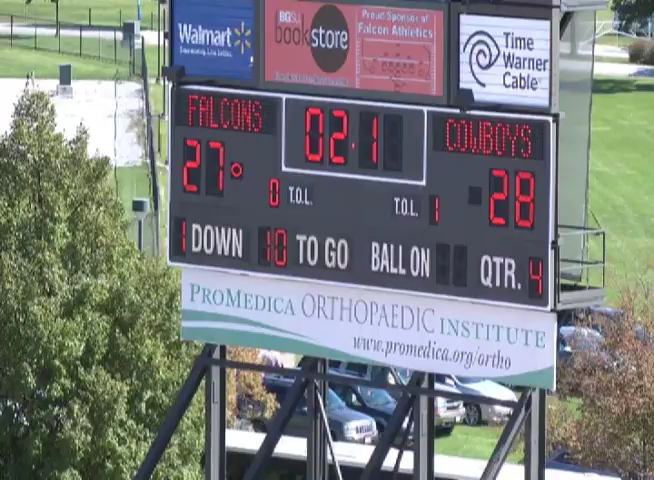 Walmart
BGSU
bookstore
Proud Sponsor of
Falcon Athletics
Time
Warner
Cable
FALCONS
02.1
COWBOYS
27
28
0 T.O.L.
T.O.L. 1
1 DOWN 10 TO GO BALL ON QTR. 4
PROMEDICA ORTHOPAEDIC INSTITUTE
www.promedica.org/ortho